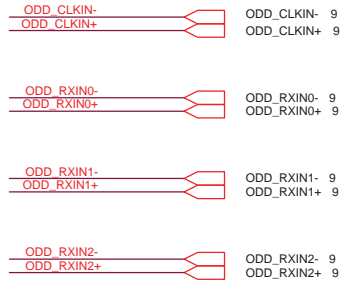 ODD_CLKIN- ODD_CLKIN- 9
ODD_CLKIN+ ODD_CLKIN+ 9
ODD_RXIN0- ODD_RXIN0- 9
ODD_RXIN0+ ODD_RXIN0+ 9
ODD_RXIN1- ODD_RXIN1- 9
ODD_RXIN1+ ODD_RXIN1+ 9
ODD_RXIN2- ODD_RXIN2- 9
ODD_RXIN2+ ODD_RXIN2+ 9